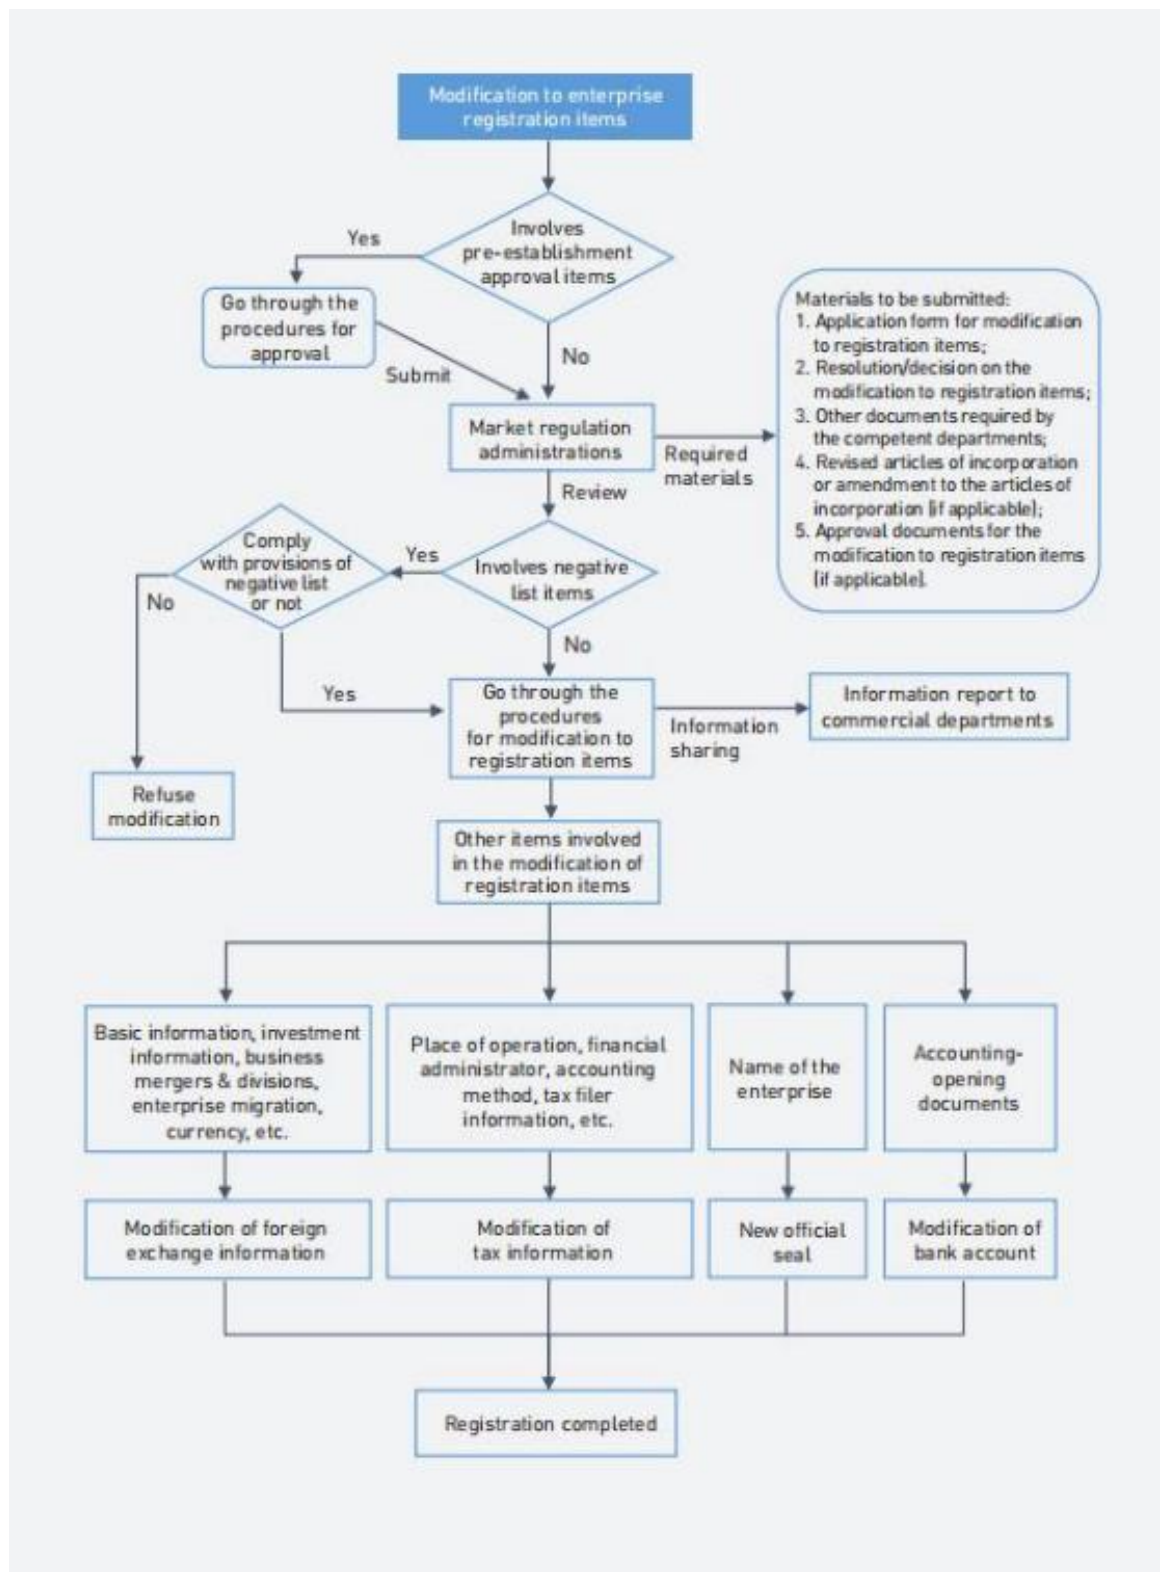 Modification to enterprise
registration items
Involves
pre-establishment
approval items
Yes
Go through the
procedures for
approval
Submit
No
Market regulation
administrations
Required
materials
Materials to be submitted:
1. Application form for modification
to registration items;
2. Resolution/decision on the
modification to registration items;
3. Other documents required by
the competent departments;
4. Revised articles of incorporation
or amendment to the articles of
incorporation (if applicable);
5. Approval documents for the
modification to registration items
(if applicable).
Review
Involves negative
list items
Yes
Comply
with provisions of
negative list
or not
No
No
Yes
Go through the
procedures
for modification to
registration items
Information
sharing
Information report to
commercial departments
Refuse
modification
Other items involved
in the modification of
registration items
Basic information, investment
information, business
mergers & divisions,
enterprise migration,
currency, etc.
Place of operation, financial
administrator, accounting
method, tax filer
information, etc.
Name of the
enterprise
Accounting-
opening
documents
Modification of foreign
exchange information
Modification of
tax information
New official
seal
Modification of
bank account
Registration completed